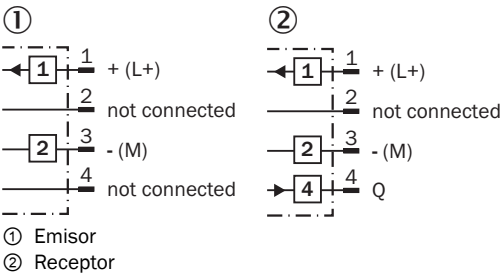 ①
1 1 + (L+)
2 not connected
2 3 - (M)
4 not connected
②
1 1 + (L+)
2 not connected
2 3 - (M)
4 4 Q
① Emisor
② Receptor